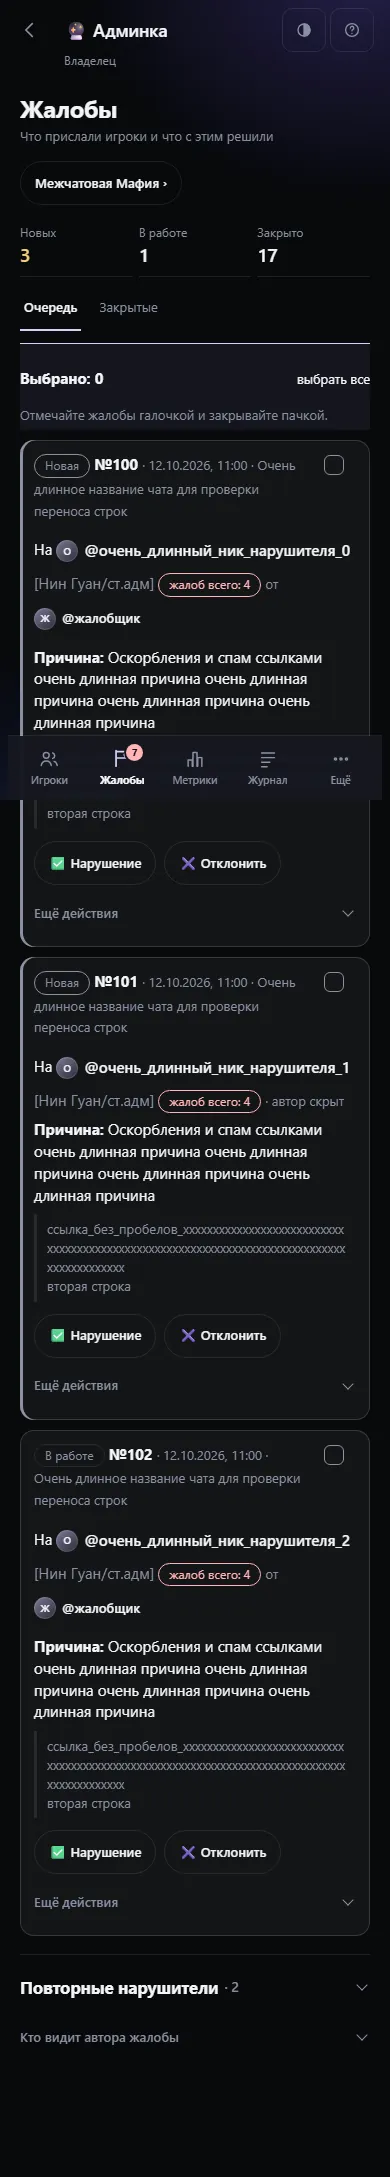 Админка
Владелец
Жалобы
Что прислали игроки и что с этим решили
Межчатовая Мафия ›
Новых
В работе
Закрыто
3
1
17
Очередь
Закрытые
Выбрано: 0
выбрать все
Отмечайте жалобы галочкой и закрывайте пачкой.
Новая №100 · 12.10.2026, 11:00 · Очень
длинное название чата для проверки
переноса строк
На О @очень_длинный_ник_нарушителя_0
[Нин Гуан/ст.адм] жалоб всего: 4 от
Ж @жалобщик
Причина: Оскорбления и спам ссылками
очень длинная причина очень длинная
причина очень длинная причина очень
длинная причина
7
Игроки
Жалобы
Метрики
Журнал
Ещё
вторая строка
Нарушение
Отклонить
Ещё действия
Новая №101 · 12.10.2026, 11:00 · Очень
длинное название чата для проверки
переноса строк
На О @очень_длинный_ник_нарушителя_1
[Нин Гуан/ст.адм] жалоб всего: 4 · автор скрыт
Причина: Оскорбления и спам ссылками
очень длинная причина очень длинная
причина очень длинная причина очень
длинная причина
вторая строка
Нарушение
Отклонить
Ещё действия
В работе №102 · 12.10.2026, 11:00 ·
Очень длинное название чата для проверки
переноса строк
На О @очень_длинный_ник_нарушителя_2
[Нин Гуан/ст.адм] жалоб всего: 4 от
Ж @жалобщик
Причина: Оскорбления и спам ссылками
очень длинная причина очень длинная
причина очень длинная причина очень
длинная причина
вторая строка
Нарушение
Отклонить
Ещё действия
Повторные нарушители · 2
Кто видит автора жалобы